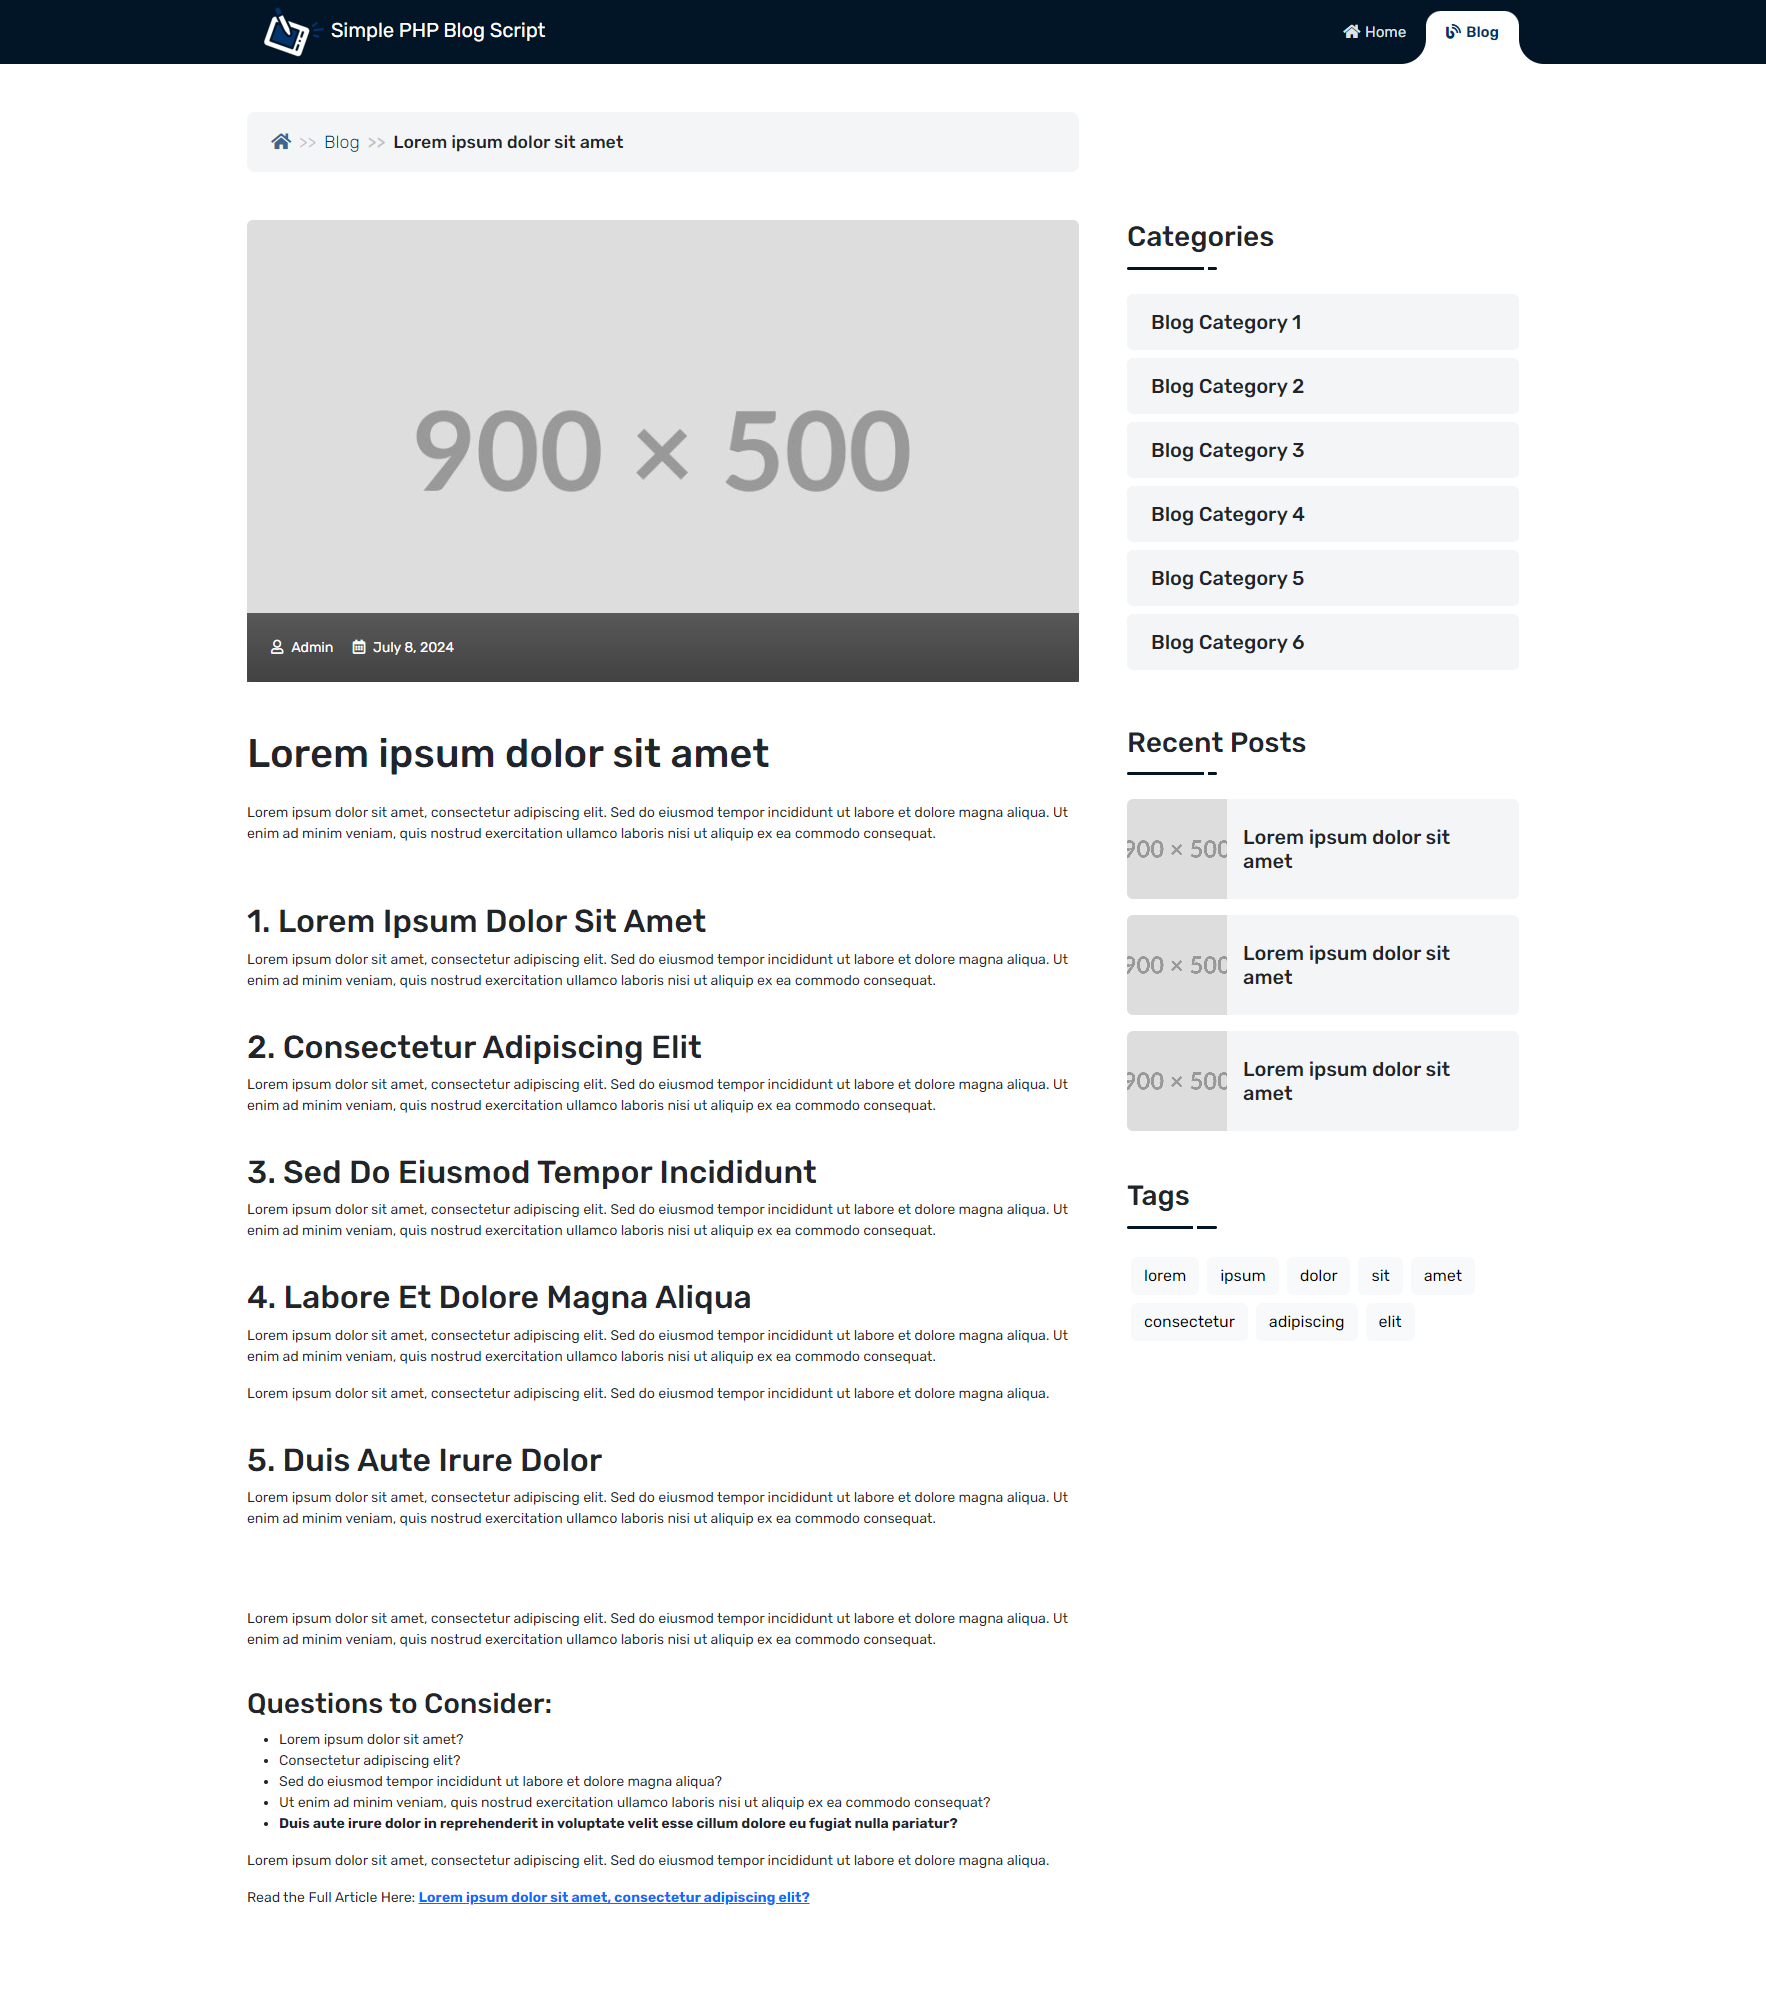 Simple PHP Blog Script
Home
Blog
>> Blog >> Lorem ipsum dolor sit amet
900 × 500
Admin
July 8, 2024
Lorem ipsum dolor sit amet
Lorem ipsum dolor sit amet, consectetur adipiscing elit. Sed do eiusmod tempor incididunt ut labore et dolore magna aliqua. Ut
enim ad minim veniam, quis nostrud exercitation ullamco laboris nisi ut aliquip ex ea commodo consequat.
1. Lorem Ipsum Dolor Sit Amet
Lorem ipsum dolor sit amet, consectetur adipiscing elit. Sed do eiusmod tempor incididunt ut labore et dolore magna aliqua. Ut
enim ad minim veniam, quis nostrud exercitation ullamco laboris nisi ut aliquip ex ea commodo consequat.
2. Consectetur Adipiscing Elit
Lorem ipsum dolor sit amet, consectetur adipiscing elit. Sed do eiusmod tempor incididunt ut labore et dolore magna aliqua. Ut
enim ad minim veniam, quis nostrud exercitation ullamco laboris nisi ut aliquip ex ea commodo consequat.
3. Sed Do Eiusmod Tempor Incididunt
Lorem ipsum dolor sit amet, consectetur adipiscing elit. Sed do eiusmod tempor incididunt ut labore et dolore magna aliqua. Ut
enim ad minim veniam, quis nostrud exercitation ullamco laboris nisi ut aliquip ex ea commodo consequat.
4. Labore Et Dolore Magna Aliqua
Lorem ipsum dolor sit amet, consectetur adipiscing elit. Sed do eiusmod tempor incididunt ut labore et dolore magna aliqua. Ut
enim ad minim veniam, quis nostrud exercitation ullamco laboris nisi ut aliquip ex ea commodo consequat.
Lorem ipsum dolor sit amet, consectetur adipiscing elit. Sed do eiusmod tempor incididunt ut labore et dolore magna aliqua.
5. Duis Aute Irure Dolor
Lorem ipsum dolor sit amet, consectetur adipiscing elit. Sed do eiusmod tempor incididunt ut labore et dolore magna aliqua. Ut
enim ad minim veniam, quis nostrud exercitation ullamco laboris nisi ut aliquip ex ea commodo consequat.
Lorem ipsum dolor sit amet, consectetur adipiscing elit. Sed do eiusmod tempor incididunt ut labore et dolore magna aliqua. Ut
enim ad minim veniam, quis nostrud exercitation ullamco laboris nisi ut aliquip ex ea commodo consequat.
Questions to Consider:
• Lorem ipsum dolor sit amet?
• Consectetur adipiscing elit?
• Sed do eiusmod tempor incididunt ut labore et dolore magna aliqua?
• Ut enim ad minim veniam, quis nostrud exercitation ullamco laboris nisi ut aliquip ex ea commodo consequat?
• Duis aute irure dolor in reprehenderit in voluptate velit esse cillum dolore eu fugiat nulla pariatur?
Lorem ipsum dolor sit amet, consectetur adipiscing elit. Sed do eiusmod tempor incididunt ut labore et dolore magna aliqua.
Read the Full Article Here: Lorem ipsum dolor sit amet, consectetur adipiscing elit?
Categories
Blog Category 1
Blog Category 2
Blog Category 3
Blog Category 4
Blog Category 5
Blog Category 6
Recent Posts
900 × 500
Lorem ipsum dolor sit
amet
900 × 500
Lorem ipsum dolor sit
amet
900 × 500
Lorem ipsum dolor sit
amet
Tags
lorem ipsum dolor sit amet
consectetur adipiscing elit